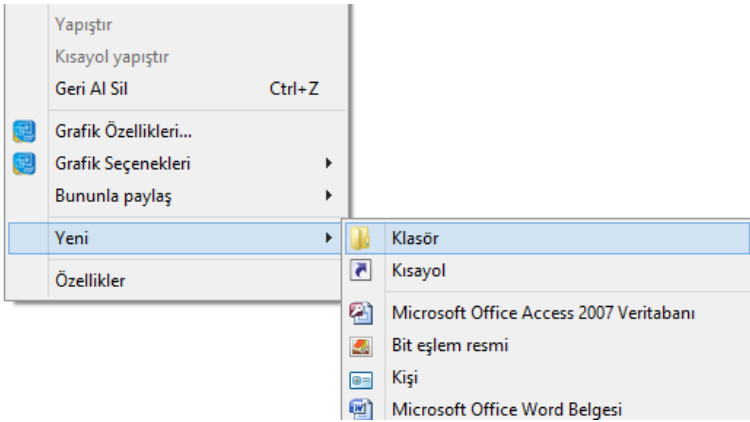 Yapıştır
Kısayol yapıştır
Geri Al Sil Ctrl+Z
Grafik Özellikleri...
Grafik Seçenekleri
Bununla paylaş
Yeni
Özellikler
Klasör
Kısayol
Microsoft Office Access 2007 Veritabanı
Bit eşlem resmi
Kişi
Microsoft Office Word Belgesi